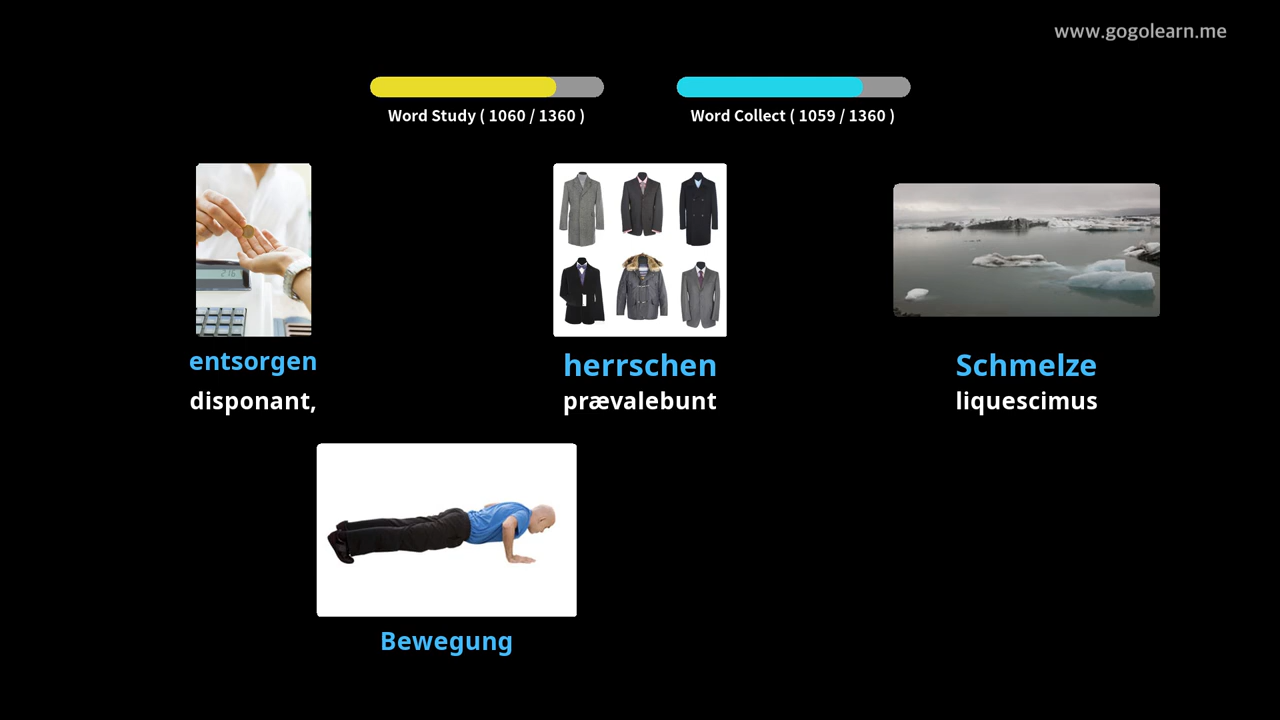 www.gogolearn.me
Word Study ( 1060 / 1360 )
Word Collect ( 1059 / 1360 )
entsorgen
disponant,
herrschen
prævalebunt
Schmelze
liquescimus
Bewegung